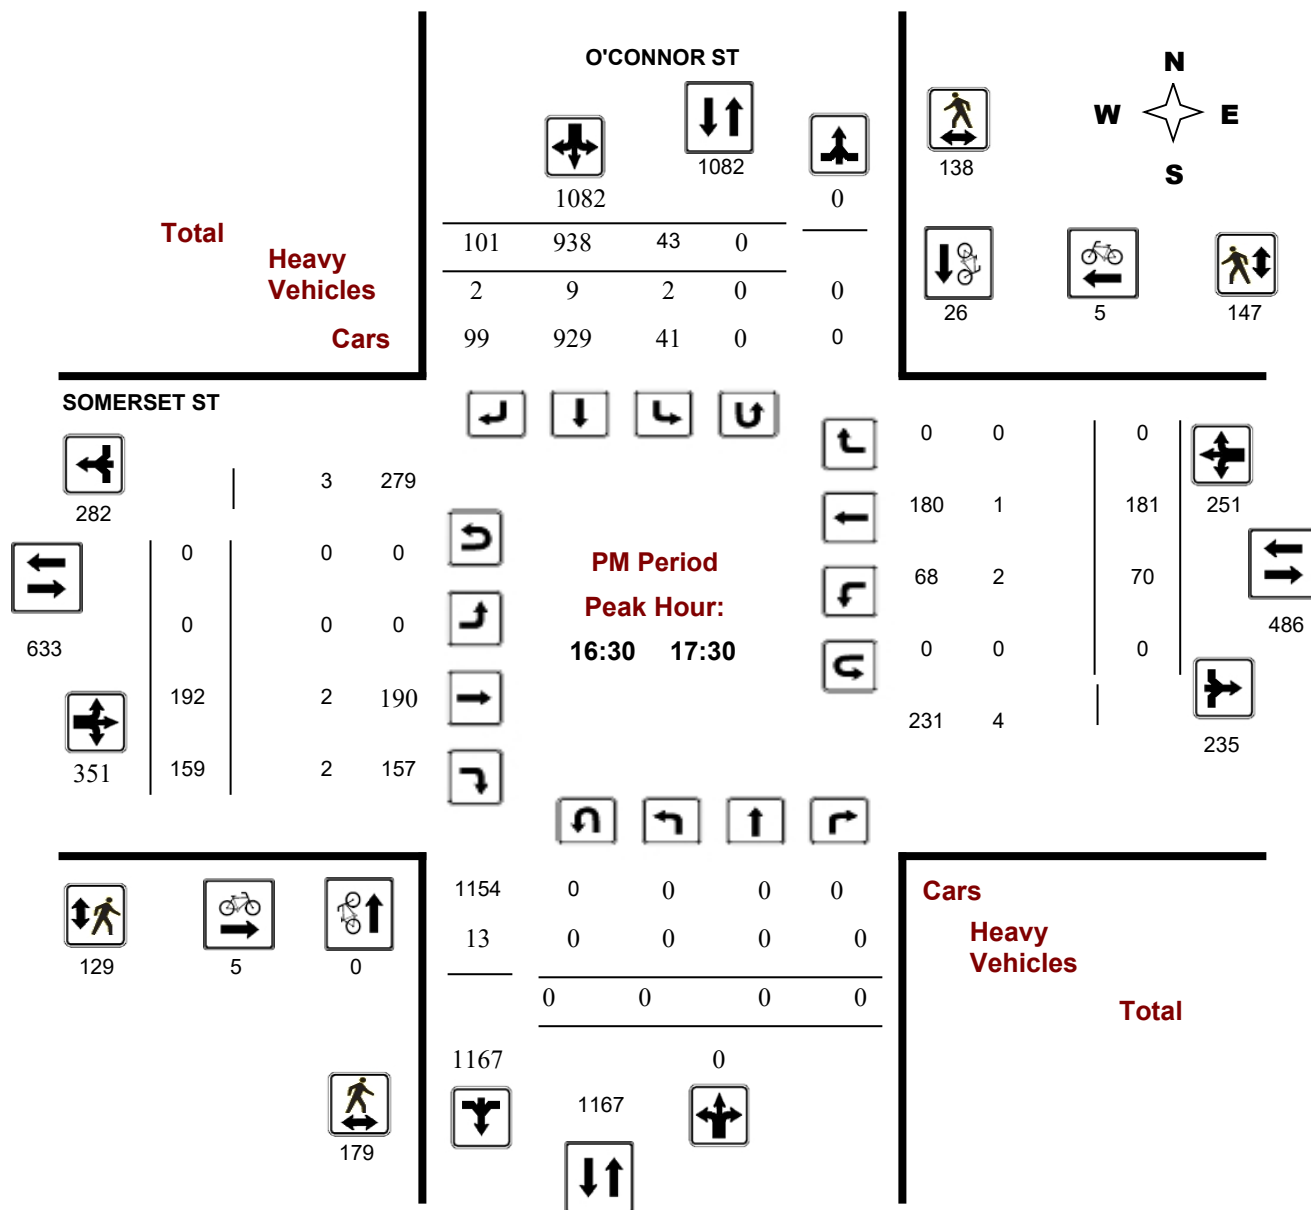 O'CONNOR ST
N
W E
S
1082
138
1082 0
Total 101 938 43 0
Heavy
Vehicles 2 9 2 0 0
26 5 147
Cars 99 929 41 0 0
SOMERSET ST
0 0 0
3 279
282
180 1 181 251
0 0 0
PM Period
68 2 70
Peak Hour:
0 0 0
486
633
16:30 17:30
0 0 0
192 2 190
231 4
235
351 159 2 157
1154 0 0 0 0
Cars
13 0 0 0 0
Heavy
Vehicles
129 5 0
0 0 0 0
Total
1167 0
1167
179